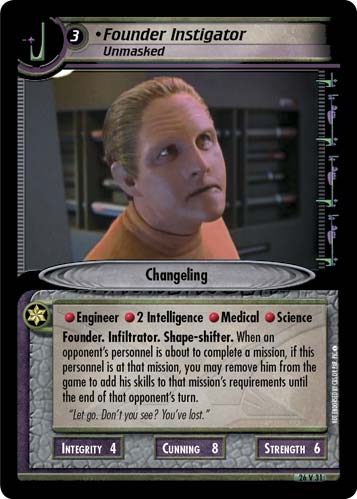 3
•Founder Instigator
Unmasked
Changeling
Engineer 2 Intelligence Medical Science
Founder. Infiltrator. Shape-shifter. When an
opponent's personnel is about to complete a mission, if this
personnel is at that mission, you may remove him from the
game to add his skills to that mission's requirements until
the end of that opponent's turn.
"Let go. Don't you see? You've lost."
INTEGRITY 4 CUNNING 8 STRENGTH 6
26 V 31